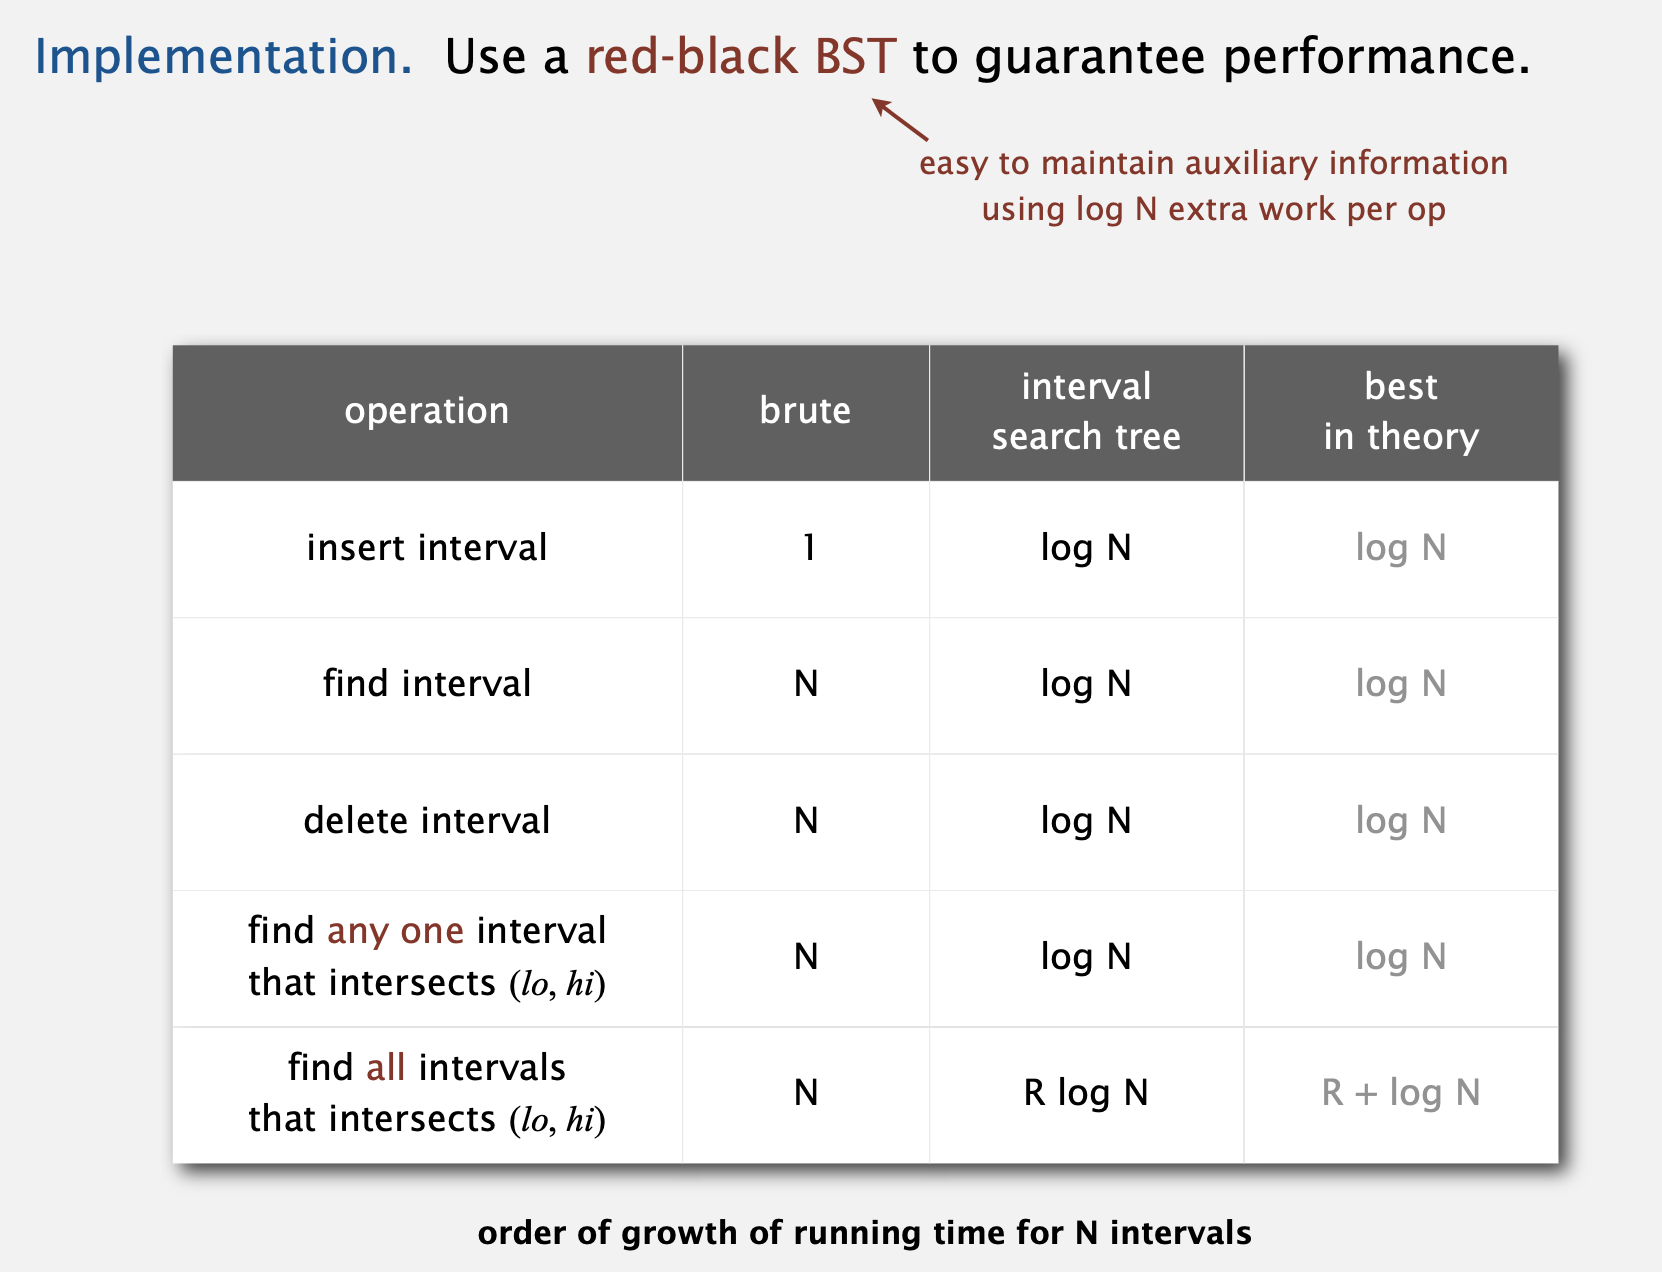 Implementation. Use a red-black BST to guarantee performance.
easy to maintain auxiliary information
using log N extra work per op
operation brute interval search tree best in theory
insert interval 1 log N log N
find interval N log N log N
delete interval N log N log N
find any one interval
that intersects (lo, hi) N log N log N
find all intervals
that intersects (lo, hi) N R log N R + log N
order of growth of running time for N intervals